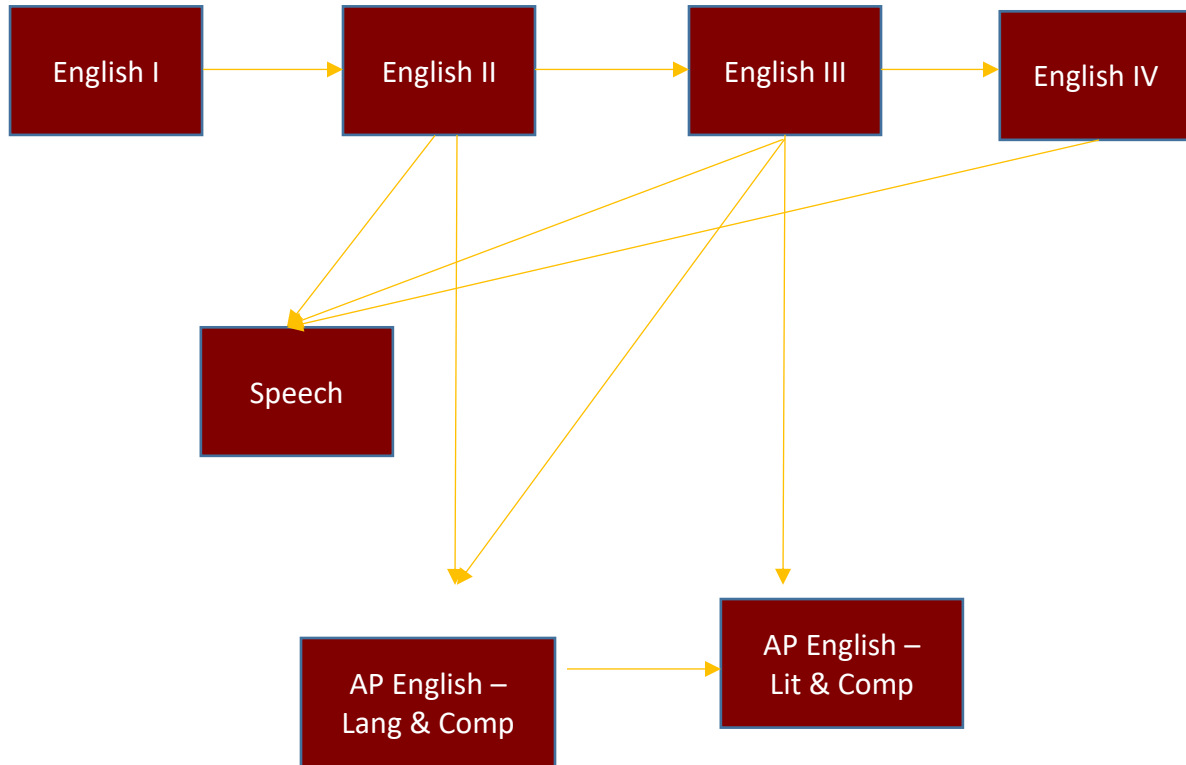 English I
English II
English III
English IV
Speech
AP English –
Lang & Comp
AP English –
Lit & Comp